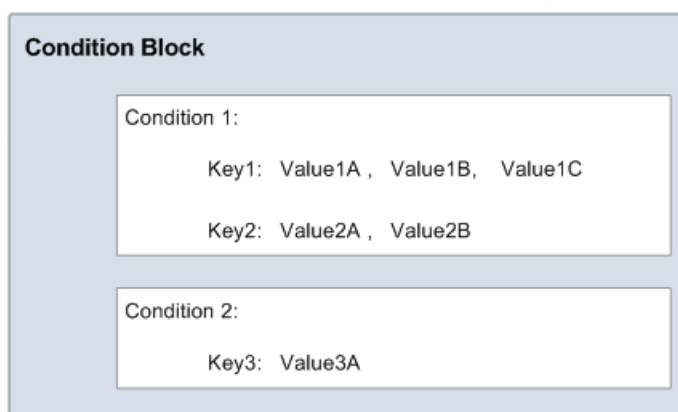 Condition Block
Condition 1:
Key1: Value1A , Value1B, Value1C
Key2: Value2A , Value2B
Condition 2:
Key3: Value3A